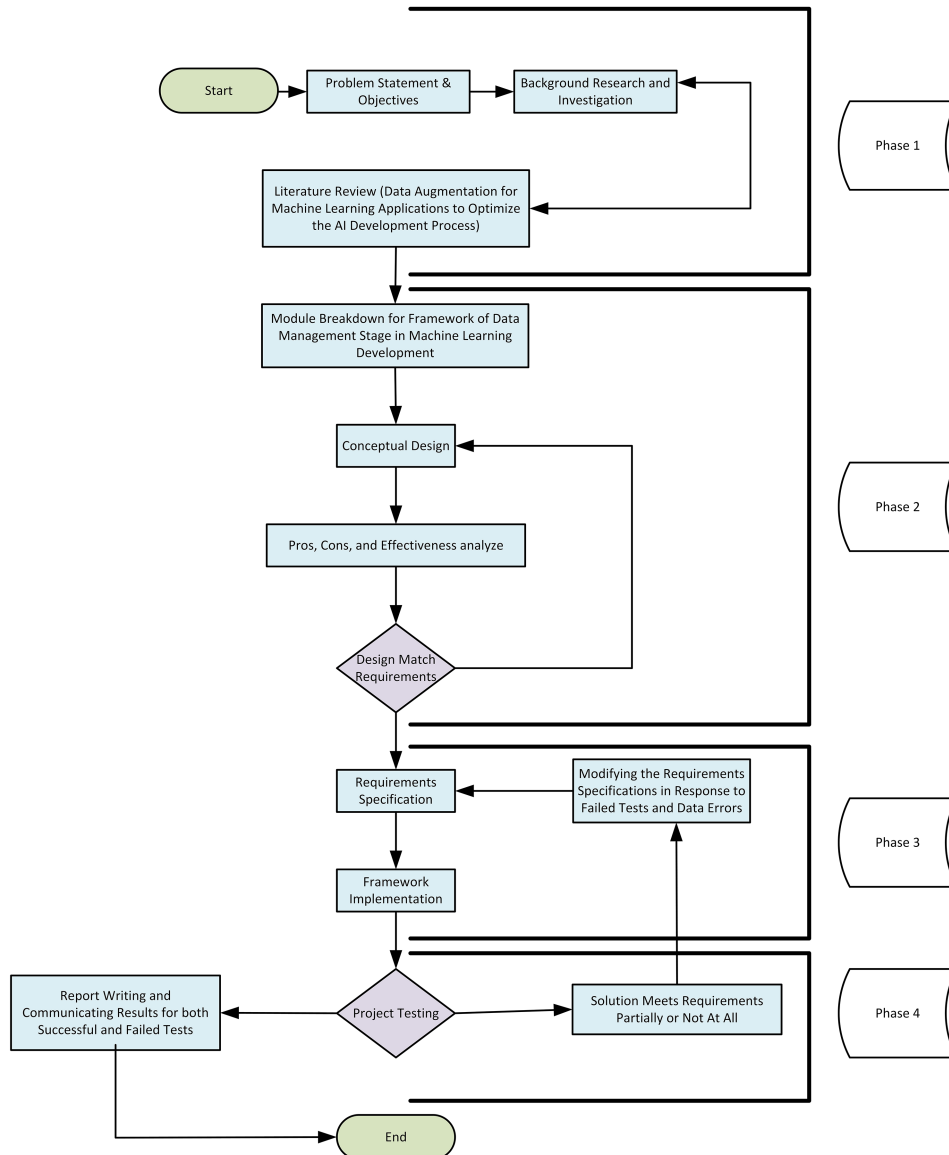 Start
Problem Statement &
Objectives
Background Research and
Investigation
Phase 1
Literature Review (Data Augmentation for
Machine Learning Applications to Optimize
the AI Development Process)
Module Breakdown for Framework of Data
Management Stage in Machine Learning
Development
Conceptual Design
Phase 2
Pros, Cons, and Effectiveness analyze
Design Match
Requirements
Requirements
Specification
Modifying the Requirements
Specifications in Response to
Failed Tests and Data Errors
Phase 3
Framework
Implementation
Report Writing and
Communicating Results for both
Successful and Failed Tests
Project Testing
Solution Meets Requirements
Partially or Not At All
Phase 4
End